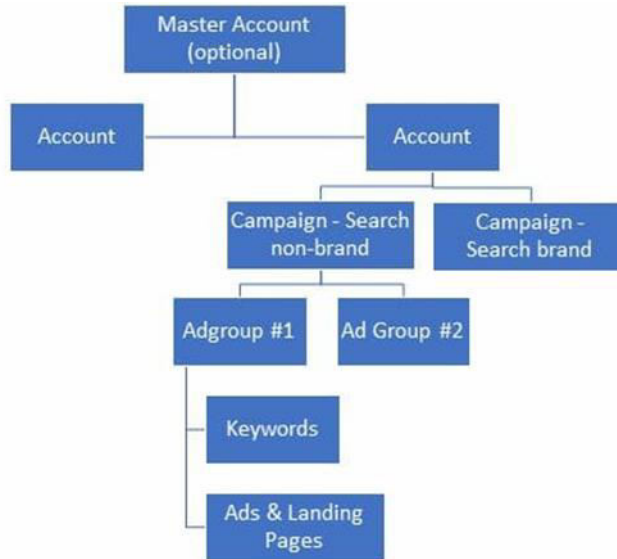 Master Account
(optional)
Account
Account
Campaign - Search
non-brand
Campaign -
Search brand
Adgroup #1
Ad Group #2
Keywords
Ads & Landing
Pages